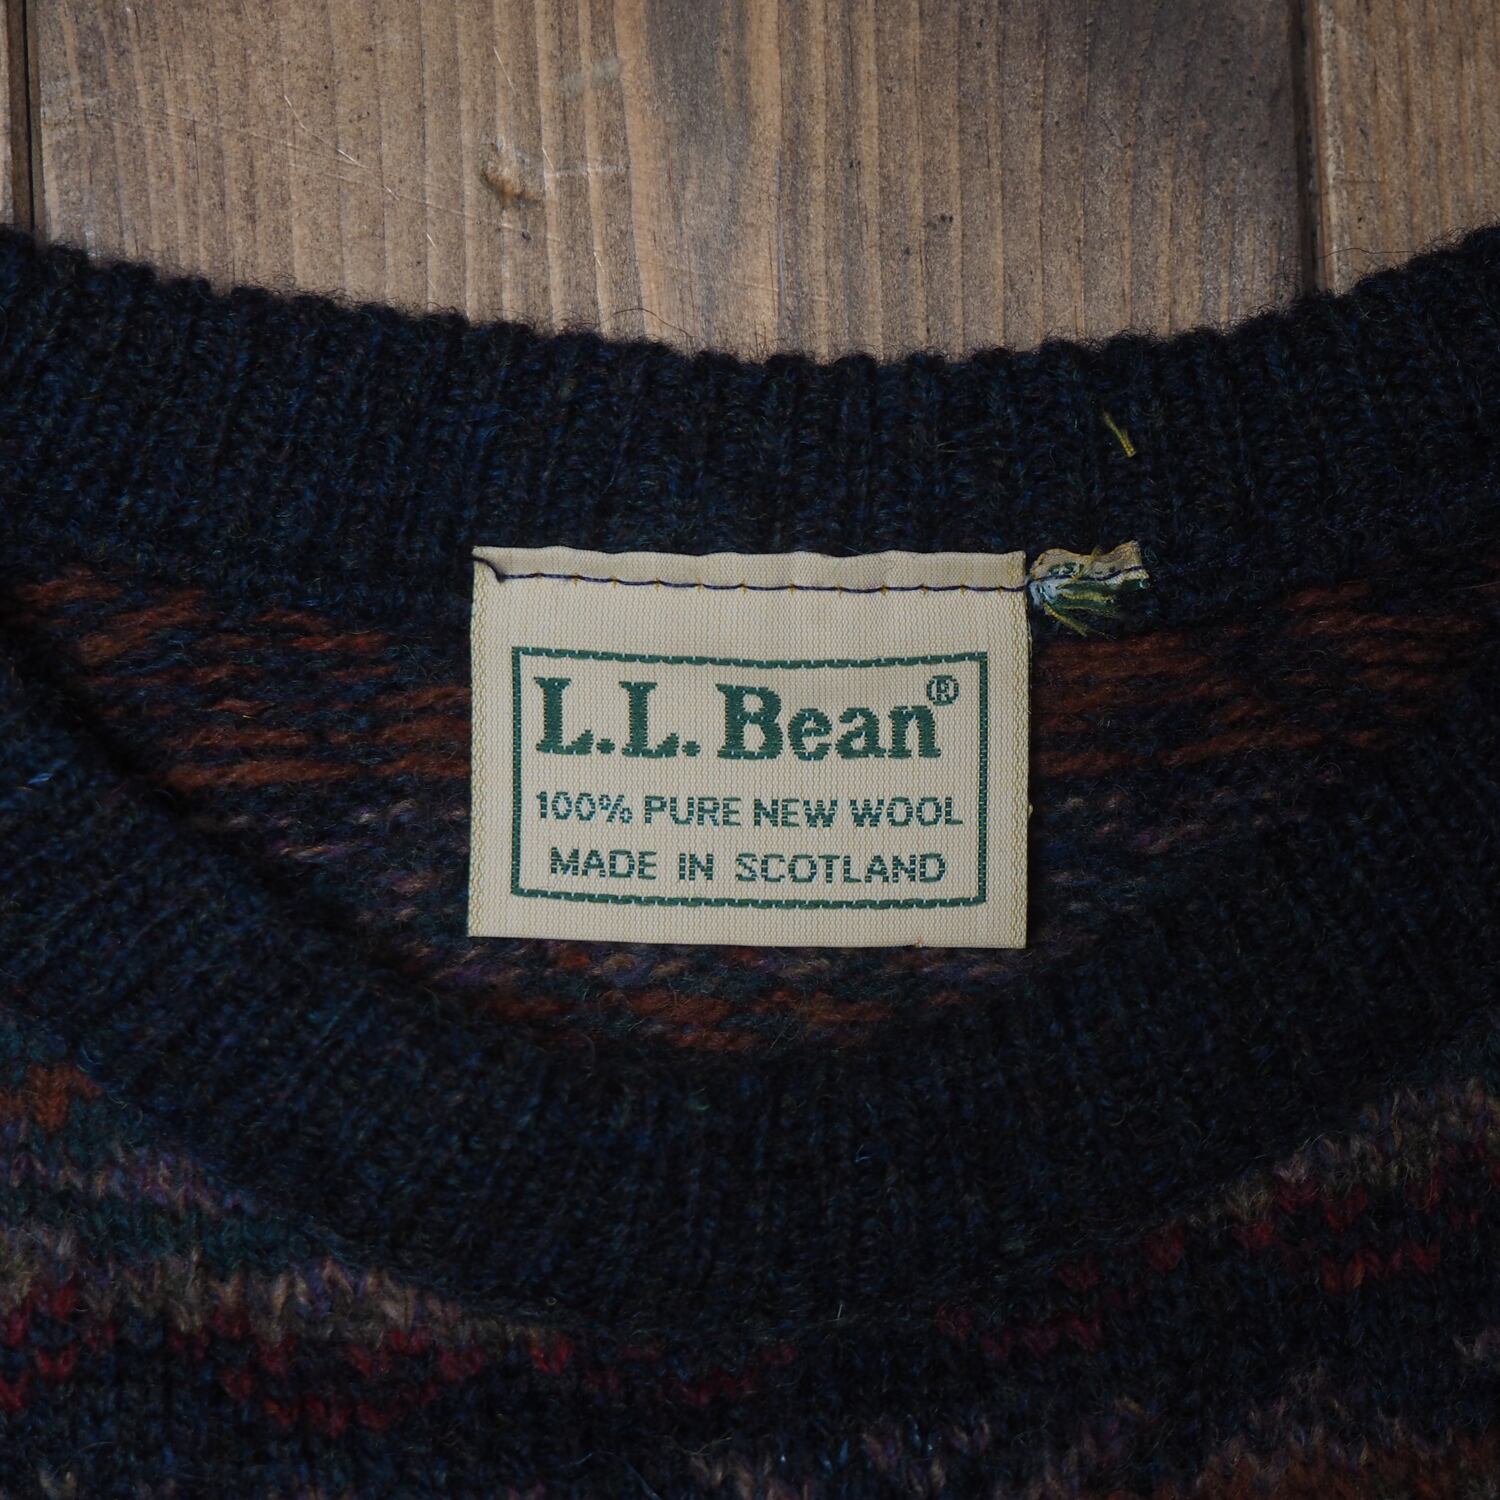 L.L.Bean®
100% PURE NEW WOOL
MADE IN SCOTLAND